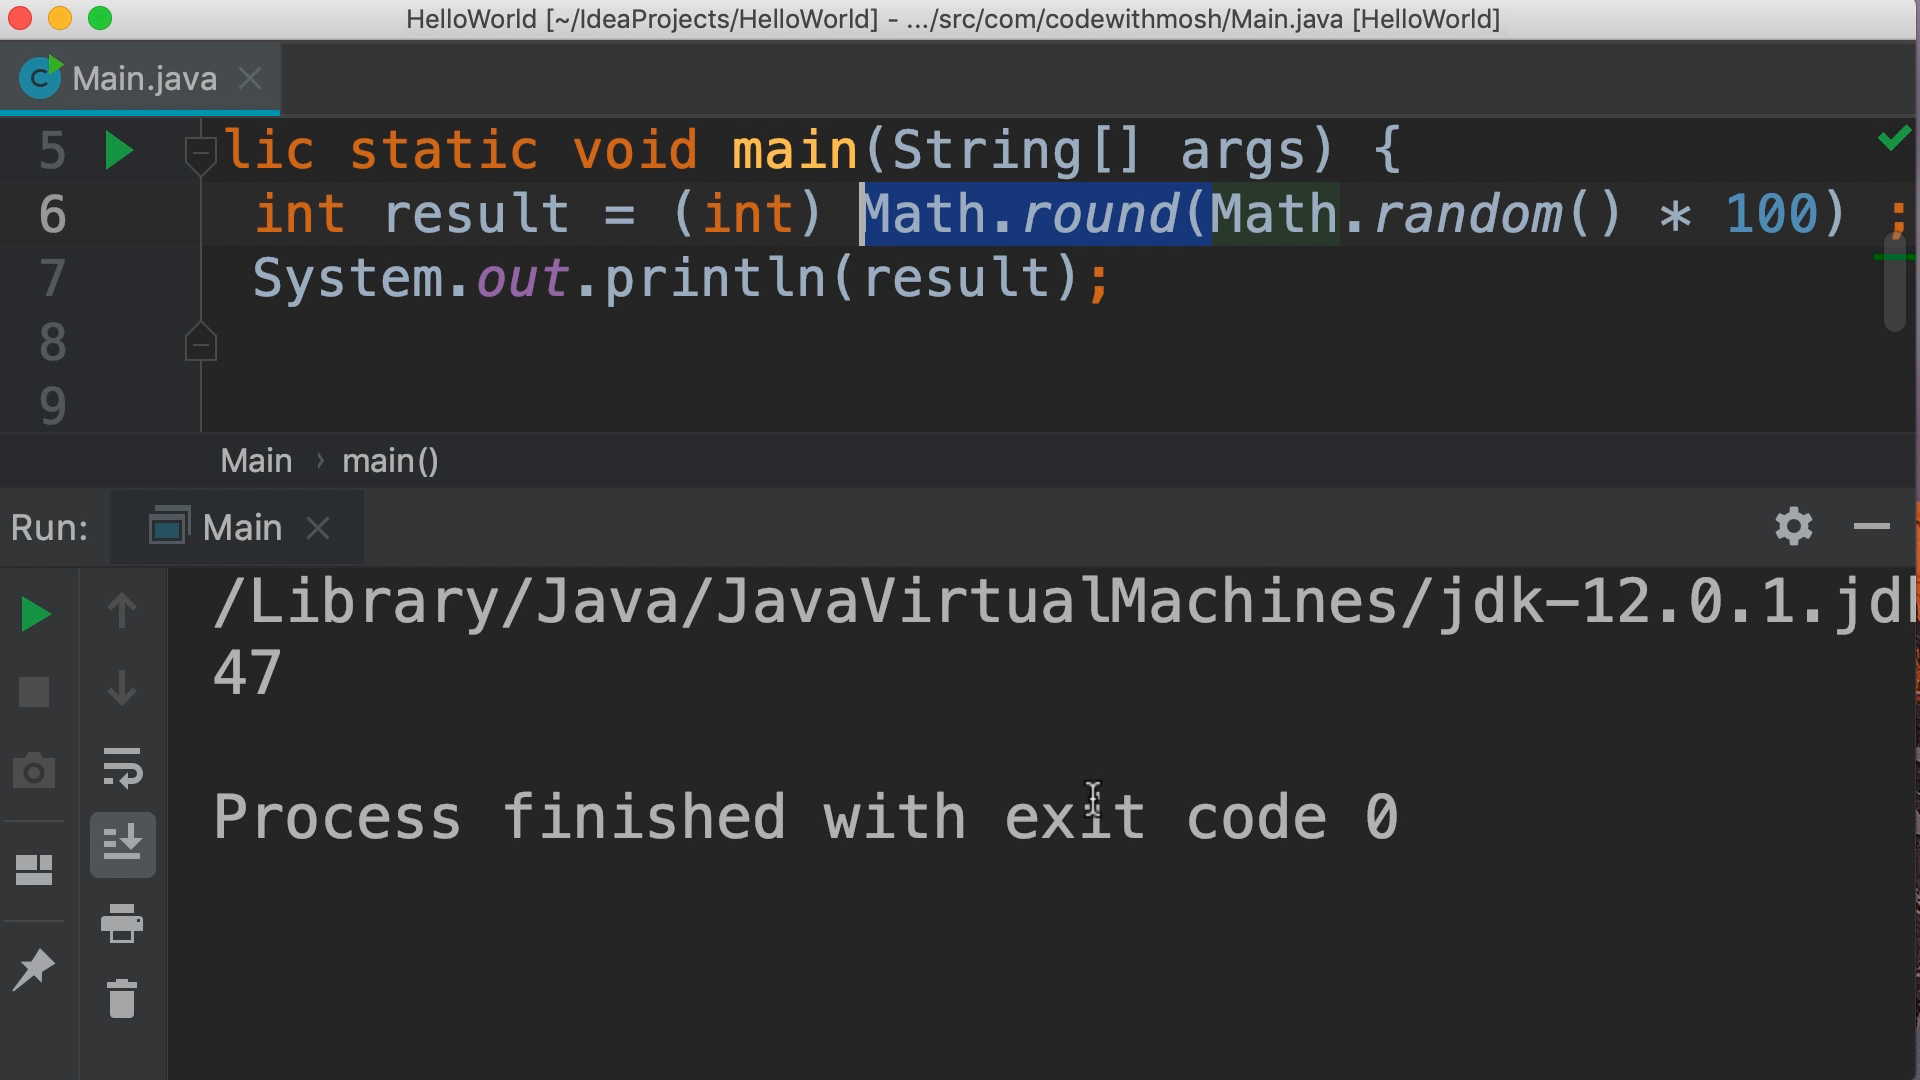 HelloWorld [~/IdeaProjects/HelloWorld] - .../src/com/codewithmosh/Main.java [HelloWorld]
Main.java
5 lic static void main(String[] args) {
6 int result = (int) Math.round(Math.random() * 100) ;
7 System.out.println(result);
8
9
Main › main()
Run: Main
/Library/Java/JavaVirtualMachines/jdk-12.0.1.jd
47
Process finished with exit code 0